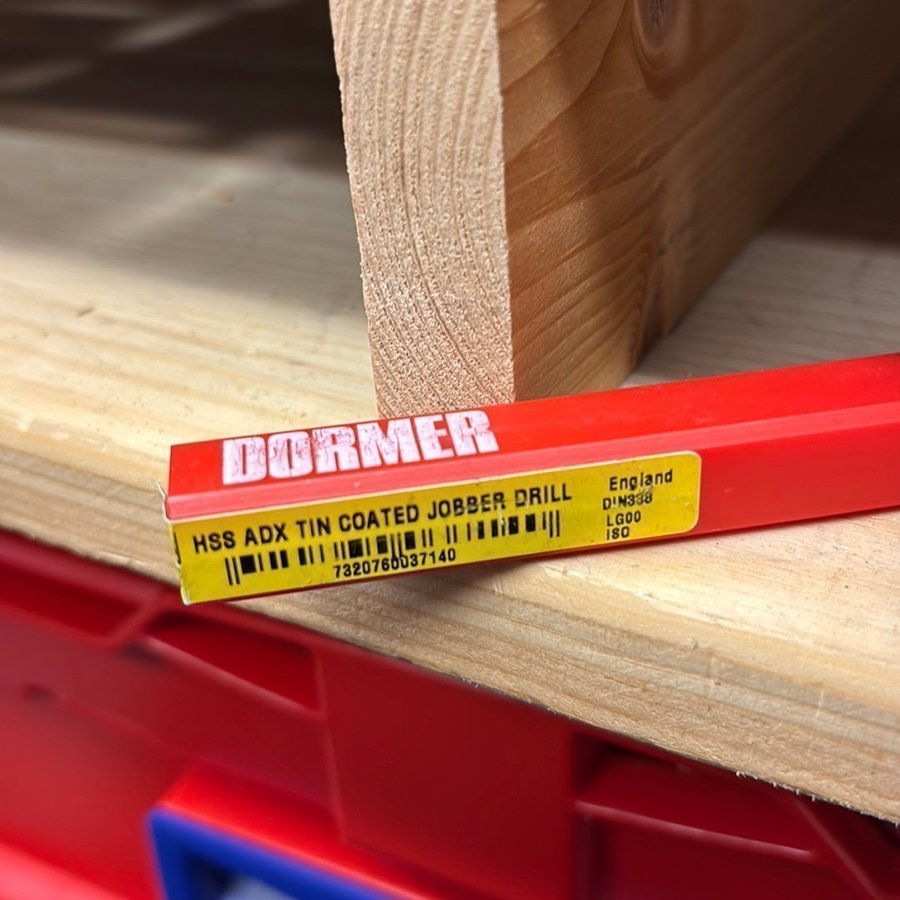 DORMER
HSS ADX TIN COATED JOBBER DRILL
7320760037140
England
DIN338
LG00
ISO